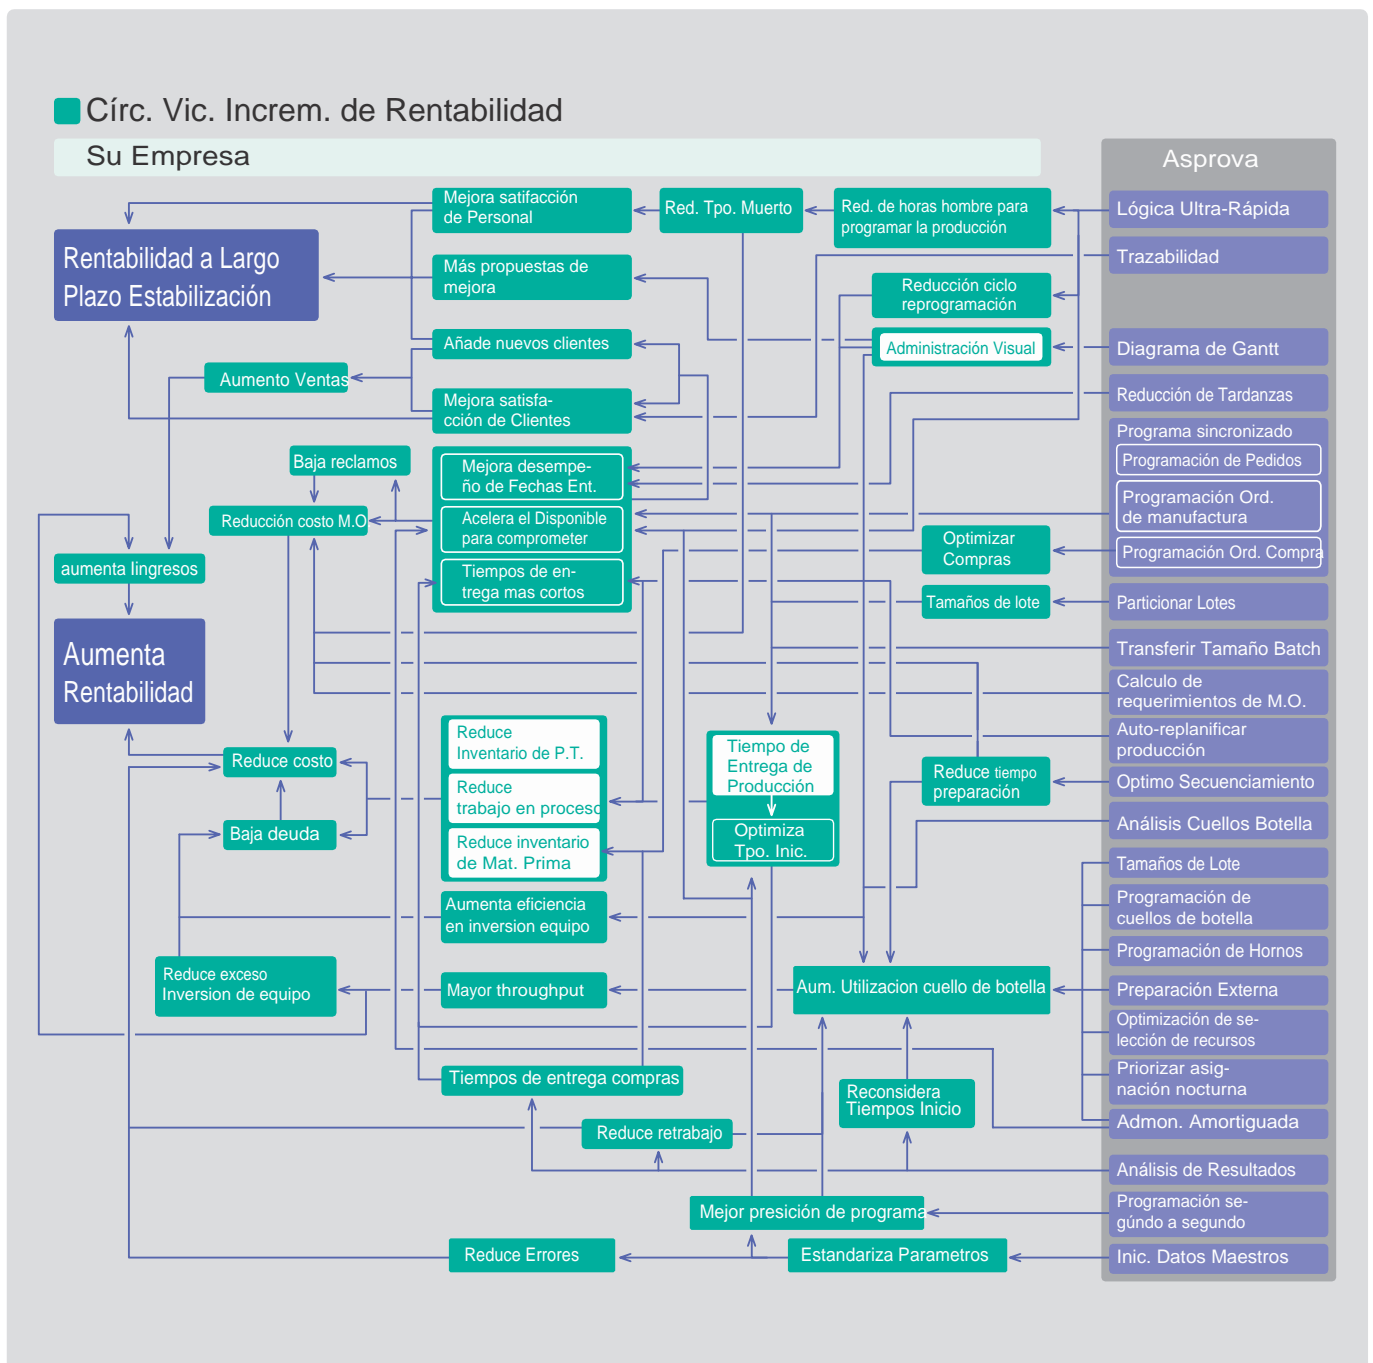 Círc. Vic. Increm. de Rentabilidad
Su Empresa
Asprova
Mejora satifacción
de Personal
Red. Tpo. Muerto
Red. de horas hombre para
programar la producción
Lógica Ultra-Rápida
Rentabilidad a Largo
Plazo Estabilización
Más propuestas de
mejora
Reducción ciclo
reprogramación
Trazabilidad
Añade nuevos clientes
Administración Visual
Diagrama de Gantt
Aumento Ventas
Mejora satisfa-
cción de Clientes
Reducción de Tardanzas
Programa sincronizado
Programación de Pedidos
Programación Ord.
de manufactura
Programación Ord. Compra
Baja reclamos
Mejora desempe-
ño de Fechas Ent.
Reducción costo M.O
Acelera el Disponible
para comprometer
Optimizar
Compras
aumenta Iingresos
Tiempos de en-
trega mas cortos
Tamaños de lote
Particionar Lotes
Aumenta
Rentabilidad
Transferir Tamaño Batch
Calculo de
requerimientos de M.O.
Auto-replanificar
producción
Reduce
Inventario de P.T.
Tiempo de
Entrega de
Producción
Reduce costo
Reduce tiempo
preparación
Optimo Secuenciamiento
Reduce
trabajo en proceso
Baja deuda
Optimiza
Tpo. Inic.
Análisis Cuellos Botella
Reduce inventario
de Mat. Prima
Tamaños de Lote
Aumenta eficiencia
en inversion equipo
Programación de
cuellos de botella
Programación de Hornos
Reduce exceso
Inversion de equipo
Mayor throughput
Aum. Utilizacion cuello de botella
Preparación Externa
Optimización de se-
lección de recursos
Tiempos de entrega compras
Reconsidera
Tiempos Inicio
Priorizar asig-
nación nocturna
Reduce retrabajo
Admon. Amortiguada
Análisis de Resultados
Mejor presición de programa
Programación se-
gúndo a segundo
Reduce Errores
Estandariza Parametros
Inic. Datos Maestros